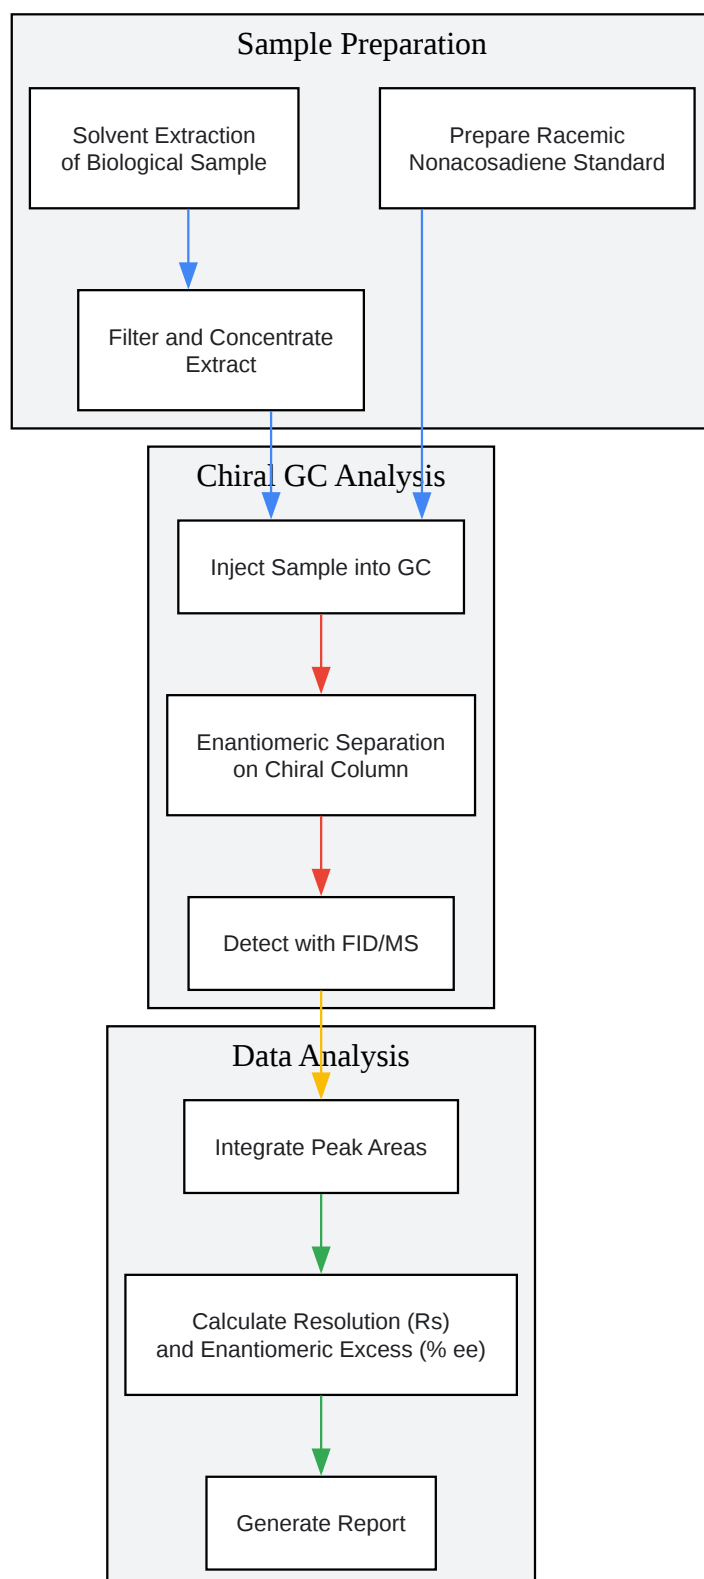 Sample Preparation
Solvent Extraction
of Biological Sample
Prepare Racemic
Nonacosadiene Standard
Filter and Concentrate
Extract
Chiral GC Analysis
Inject Sample into GC
Enantiomeric Separation
on Chiral Column
Detect with FID/MS
Data Analysis
Integrate Peak Areas
Calculate Resolution (Rs)
and Enantiomeric Excess (% ee)
Generate Report